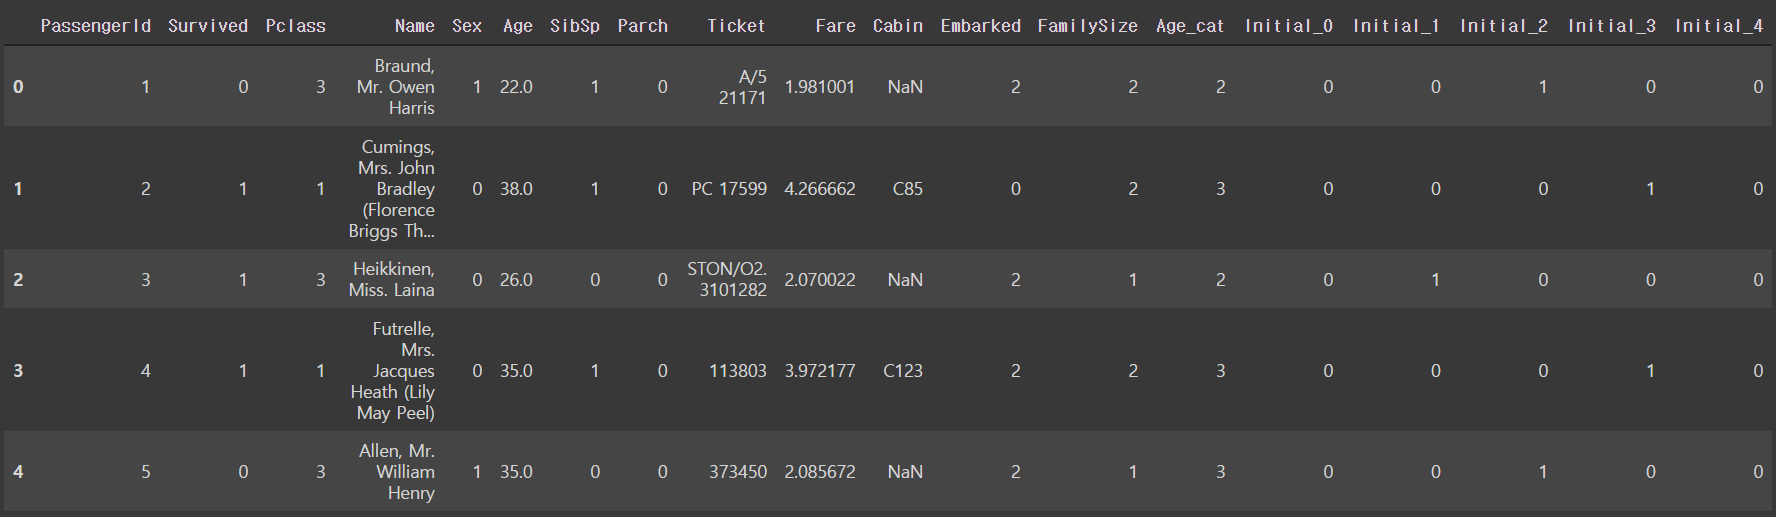 PassengerId Survived Pclass Name Sex Age SibSp Parch Ticket Fare Cabin Embarked FamilySize Age_cat Initial_0 Initial_1 Initial_2 Initial_3 Initial_4
0 1 0 3 Braund, Mr. Owen Harris 1 22.0 1 0 A/5 21171 1.981001 NaN 2 2 2 0 0 1 0 0
1 2 1 1 Cumings, Mrs. John Bradley (Florence Briggs Th... 0 38.0 1 0 PC 17599 4.266662 C85 0 2 3 0 0 0 1 0
2 3 1 3 Heikkinen, Miss. Laina 0 26.0 0 0 STON/O2. 3101282 2.070022 NaN 2 1 2 0 1 0 0 0
3 4 1 1 Futrelle, Mrs. Jacques Heath (Lily May Peel) 0 35.0 1 0 113803 3.972177 C123 2 2 3 0 0 0 1 0
4 5 0 3 Allen, Mr. William Henry 1 35.0 0 0 373450 2.085672 NaN 2 1 3 0 0 1 0 0